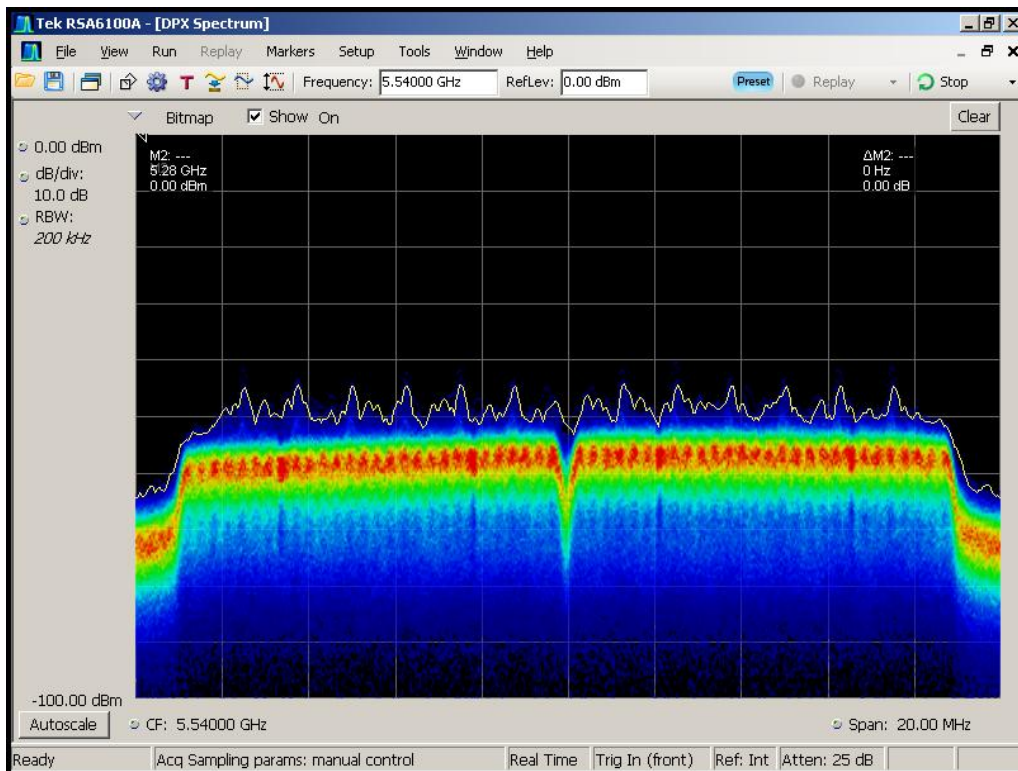 Tek RSA6100A - [DPX Spectrum]
File View Run Replay Markers Setup Tools Window Help
Frequency: 5.54000 GHz RefLev: 0.00 dBm Preset Replay Stop
Bitmap Show On Clear
0.00 dBm
dB/div:
10.0 dB
RBW:
200 kHz
M2: ---
5.28 GHz
0.00 dBm
ΔM2: ---
0 Hz
0.00 dB
-100.00 dBm
Autoscale CF: 5.54000 GHz Span: 20.00 MHz
Ready Acq Sampling params: manual control Real Time Trig In (front) Ref: Int Atten: 25 dB